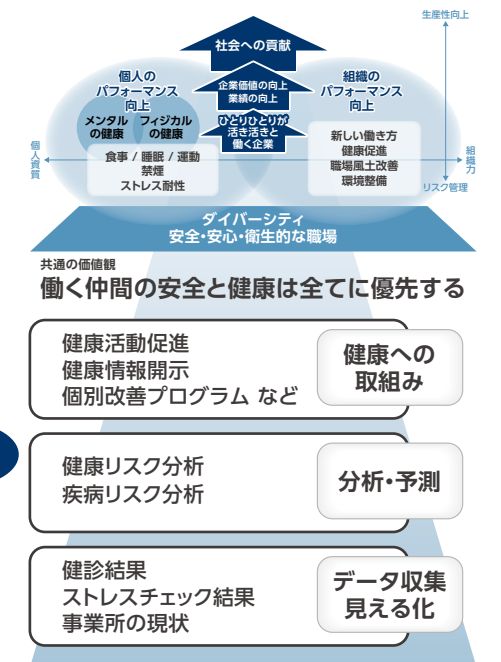 生産性向上
社会への貢献
個人の
パフォーマンス
向上
組織の
パフォーマンス
向上
企業価値の向上
業績の向上
メンタル
の健康
フィジカル
の健康
ひとりひとりが
活き活きと
働く企業
新しい働き方
健康促進
職場風土改善
環境整備
個人資質
食事 / 睡眠 / 運動
禁煙
ストレス耐性
組織力
リスク管理
ダイバーシティ
安全・安心・衛生的な職場
共通の価値観
働く仲間の安全と健康は全てに優先する
健康活動促進
健康情報開示
個別改善プログラム など
健康への
取組み
健康リスク分析
疾病リスク分析
分析・予測
健診結果
ストレスチェック結果
事業所の現状
データ収集
見える化